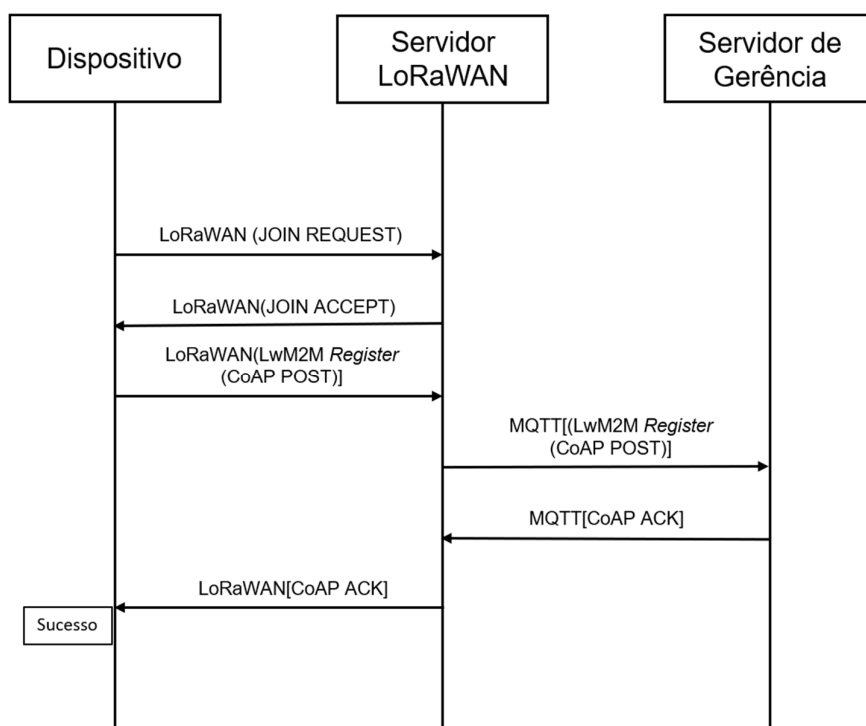 Dispositivo
Servidor
LoRaWAN
Servidor de
Gerência
LoRaWAN (JOIN REQUEST)
LoRaWAN(JOIN ACCEPT)
LoRaWAN(LwM2M Register
(CoAP POST)]
MQTT[(LwM2M Register
(CoAP POST)]
MQTT[CoAP ACK]
LoRaWAN[CoAP ACK]
Sucesso